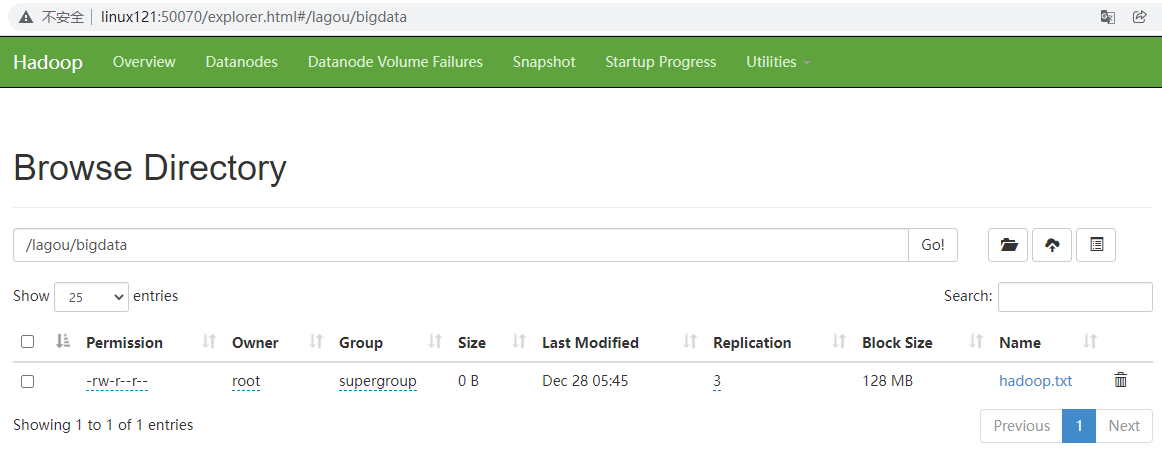 不安全 linux121:50070/explorer.html#/lagou/bigdata
Hadoop Overview Datanodes Datanode Volume Failures Snapshot Startup Progress Utilities
Browse Directory
/lagou/bigdata Go!
Show 25 entries Search:
Permission Owner Group Size Last Modified Replication Block Size Name
-rw-r--r-- root supergroup 0 B Dec 28 05:45 3 128 MB hadoop.txt
Showing 1 to 1 of 1 entries Previous 1 Next